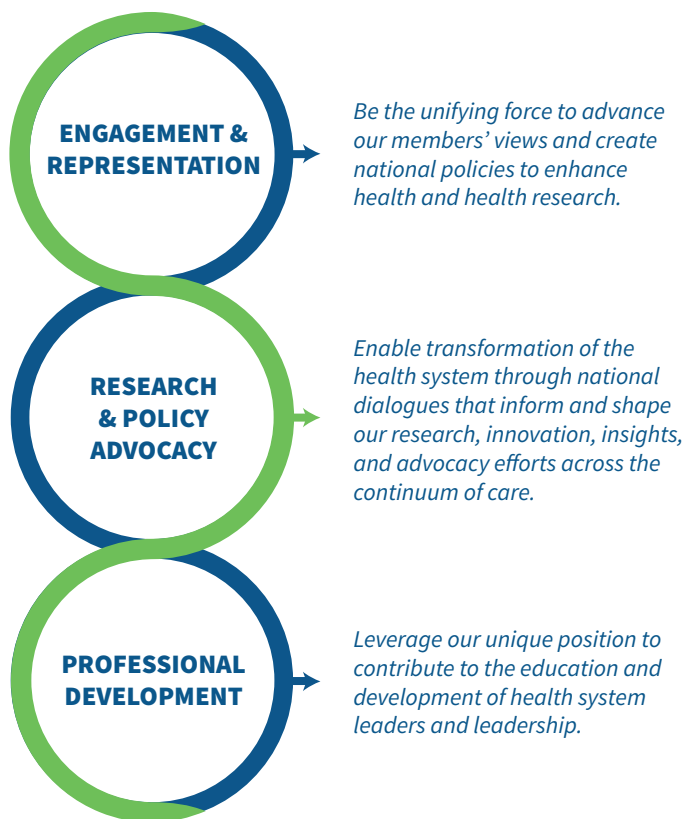 ENGAGEMENT &
REPRESENTATION
Be the unifying force to advance
our members’ views and create
national policies to enhance
health and health research.
RESEARCH
& POLICY
ADVOCACY
Enable transformation of the
health system through national
dialogues that inform and shape
our research, innovation, insights,
and advocacy efforts across the
continuum of care.
PROFESSIONAL
DEVELOPMENT
Leverage our unique position to
contribute to the education and
development of health system
leaders and leadership.